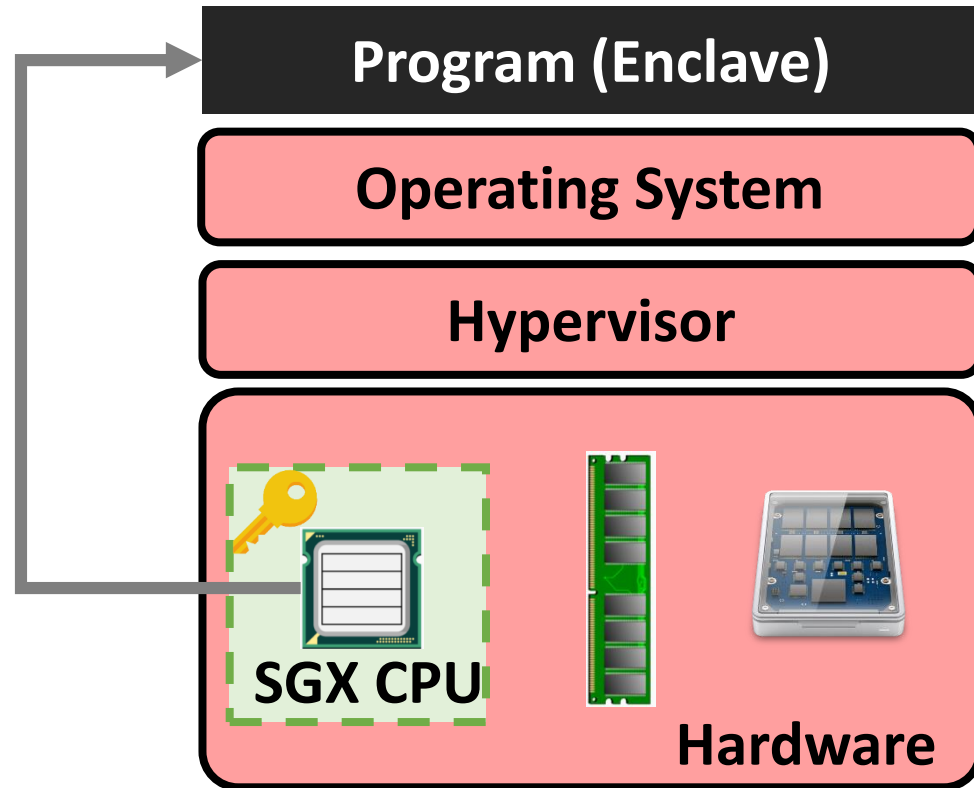 Program (Enclave)
Operating System
Hypervisor
SGX CPU
Hardware